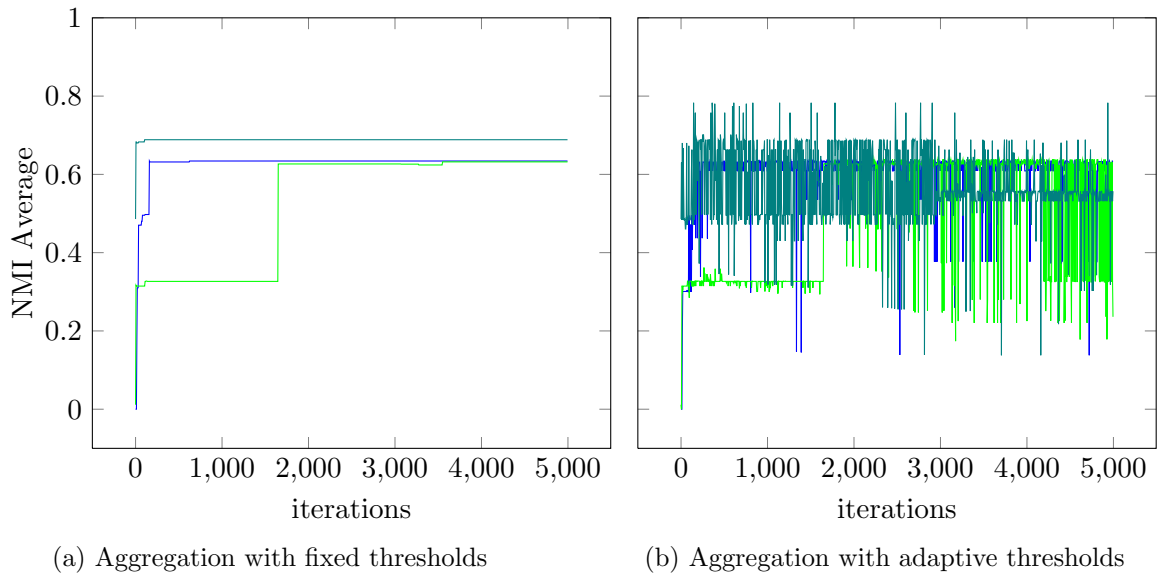 1
0.8
0.6
0.4
0.2
0
NMI Average
0 1,000 2,000 3,000 4,000 5,000
iterations
(a) Aggregation with fixed thresholds
0 1,000 2,000 3,000 4,000 5,000
iterations
(b) Aggregation with adaptive thresholds